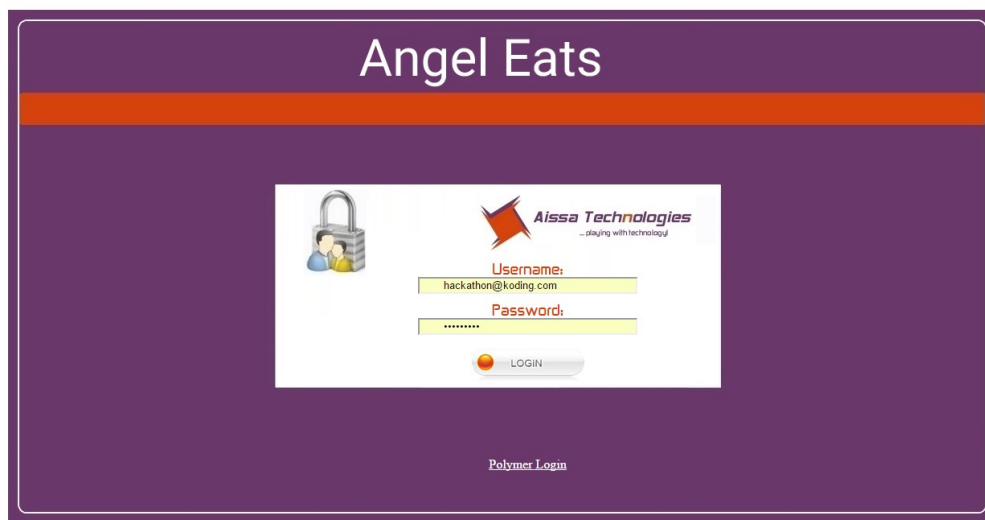 Angel Eats
Aissa Technologies
... playing with technology!
Username:
hackathon@koding.com
Password:
•••••••••
LOGIN
Polymer Login